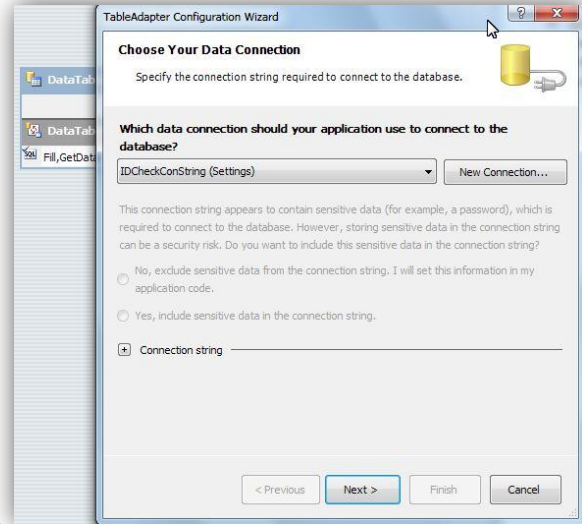 TableAdapter Configuration Wizard
Choose Your Data Connection
Specify the connection string required to connect to the database.
DataTab
DataTab
SQL Fill,GetData
Which data connection should your application use to connect to the
database?
IDCheckConString (Settings)
New Connection...
This connection string appears to contain sensitive data (for example, a password), which is
required to connect to the database. However, storing sensitive data in the connection string
can be a security risk. Do you want to include this sensitive data in the connection string?
No, exclude sensitive data from the connection string. I will set this information in my
application code.
Yes, include sensitive data in the connection string.
+ Connection string
< Previous
Next >
Finish
Cancel